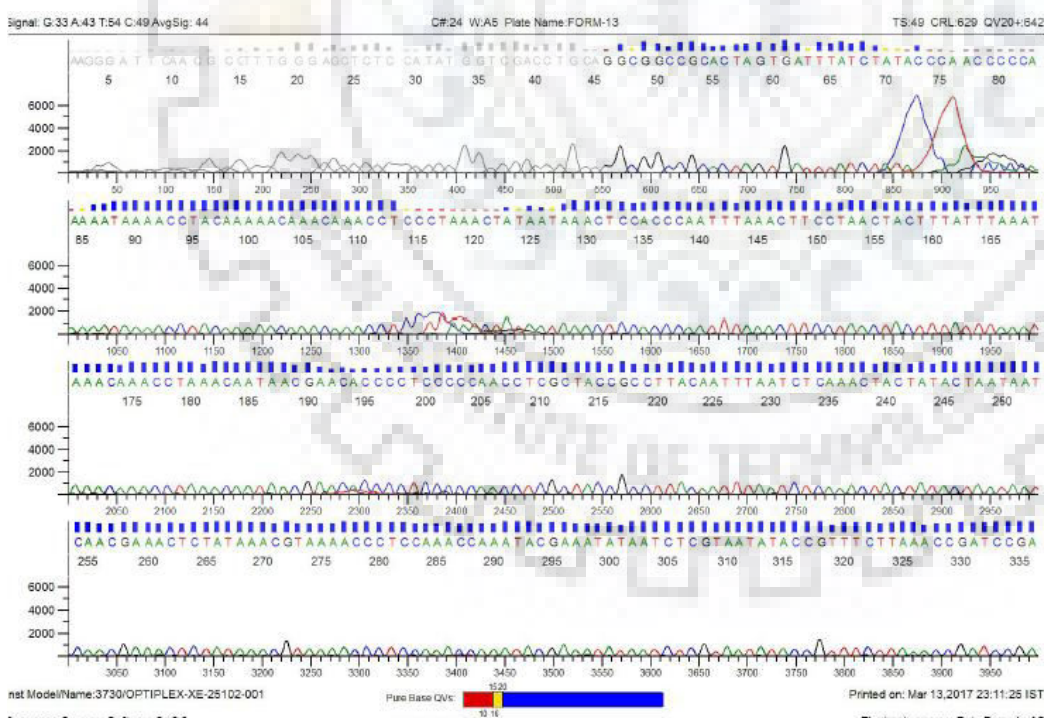 Signal: G:33 A:43 T:54 C:49 AvgSig: 44 C#:24 W:A5 Plate Name:FORM-13 TS:49 CRL:629 QV20+:642
GGCGGCCGCACTAGTGATTTATCTATACCCAACCCCCA
5 10 15 20 25 30 35 40 45 50 55 60 65 70 75 80
6000
4000
2000
50 100 150 200 250 300 350 400 450 500 550 600 650 700 750 800 850 900 950
AAAATAAAACCTACAAAAACAAACAAACCTCCCTAAACTATAATAAACTCCACCCAATTTAAACTTCCTAACTACTTTATTTAAAT
85 90 95 100 105 110 115 120 125 130 135 140 145 150 155 160 165
6000
4000
2000
1050 1100 1150 1200 1250 1300 1350 1400 1450 1500 1550 1600 1650 1700 1750 1800 1850 1900 1950
AAACAAACCTAAACAATAACGAACACCCCTCCCCCAACCTCGCTACCGCCTTACAATTTAATCTCAAACTACTATACTAATAAT
175 180 185 190 195 200 205 210 215 220 225 230 235 240 245 250
6000
4000
2000
2050 2100 2150 2200 2250 2300 2350 2400 2450 2500 2550 2600 2650 2700 2750 2800 2850 2900 2950
CAACGAAACTCTATAAACGTAAAACCCTCCAAACCAAATACGAAATATAATCTCGTAATATACCGTTTCTTAAACCGATCCGA
255 260 265 270 275 280 285 290 295 300 305 310 315 320 325 330 335
6000
4000
2000
3050 3100 3150 3200 3250 3300 3350 3400 3450 3500 3550 3600 3650 3700 3750 3800 3850 3900 3950
nst Model/Name:3730/OPTIPLEX-XE-25102-001 Pure Base QVs: 1520 Printed on: Mar 13,2017 23:11:25 IST
10 16